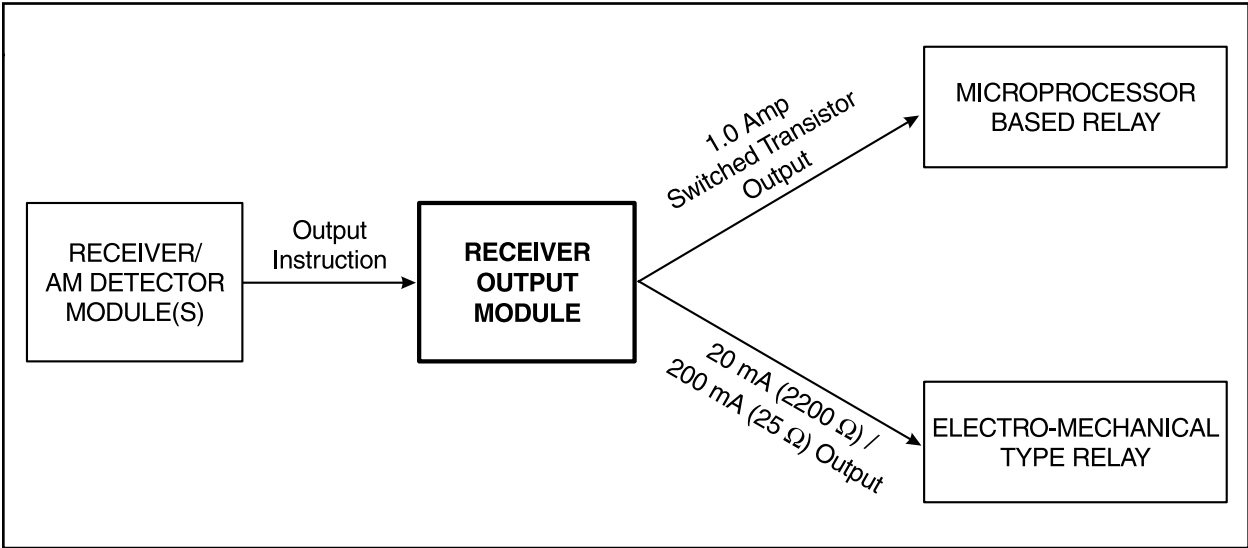 RECEIVER/
AM DETECTOR
MODULE(S)
Output
Instruction
RECEIVER
OUTPUT
MODULE
1.0 Amp
Switched Transistor
Output
MICROPROCESSOR
BASED RELAY
20 mA (2200 Ω) /
200 mA (25 Ω) Output
ELECTRO-MECHANICAL
TYPE RELAY